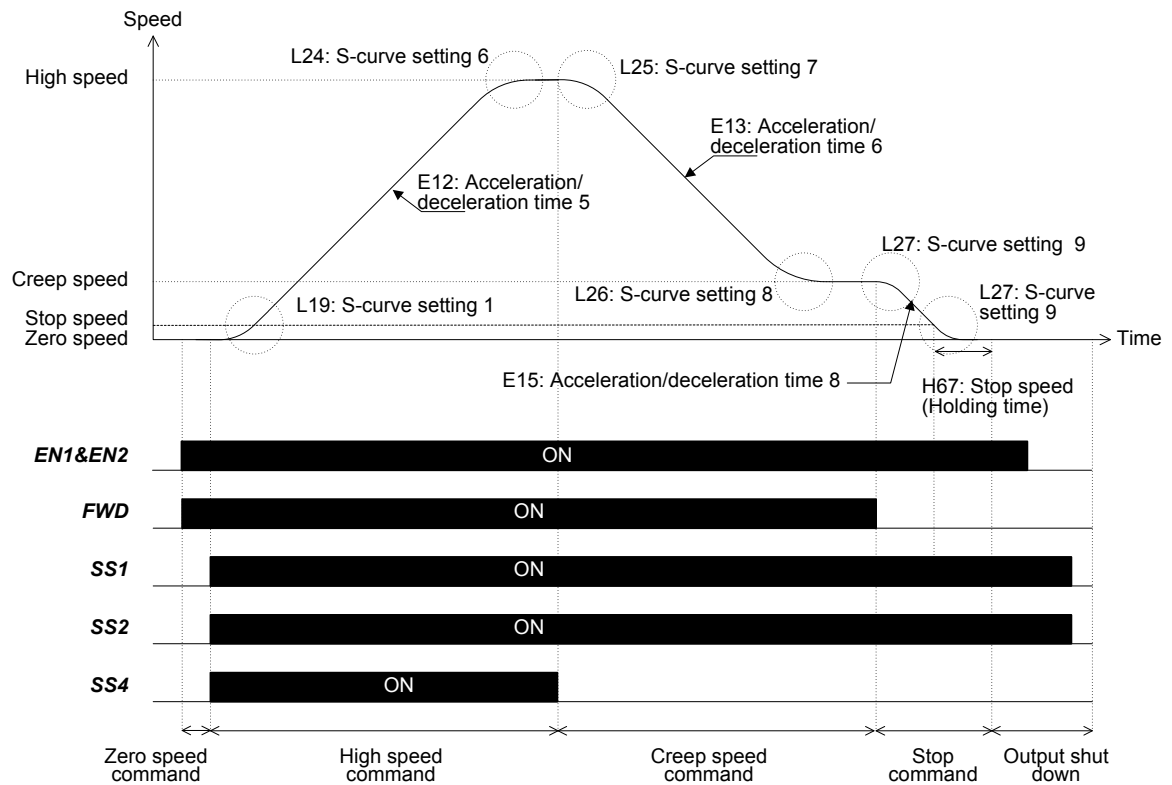 Speed
High speed
L24: S-curve setting 6
L25: S-curve setting 7
E13: Acceleration/
deceleration time 6
E12: Acceleration/
deceleration time 5
L27: S-curve setting 9
Creep speed
L19: S-curve setting 1
L26: S-curve setting 8
L27: S-curve
setting 9
Stop speed
Zero speed
Time
E15: Acceleration/deceleration time 8
H67: Stop speed
(Holding time)
EN1&EN2
ON
FWD
ON
SS1
ON
SS2
ON
SS4
ON
Zero speed
command
High speed
command
Creep speed
command
Stop
command
Output shut
down